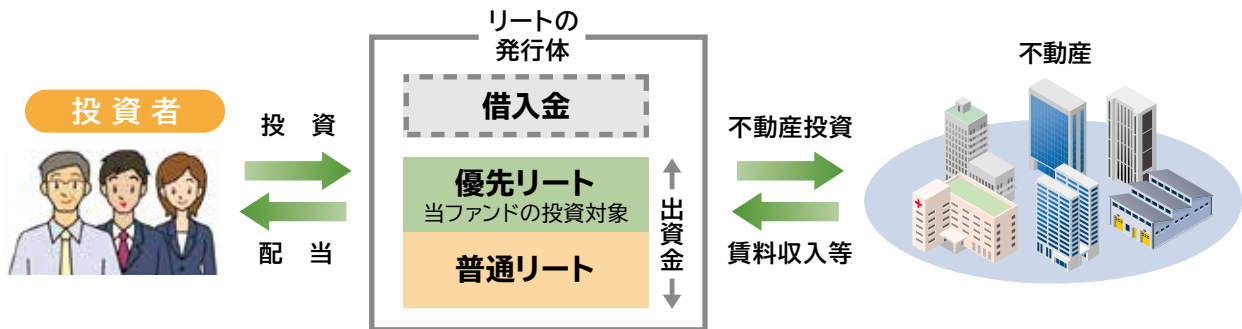 投資者
投 資
配 当
リートの
発行体
借入金
優先リート
当ファンドの投資対象
普通リート
出資金
不動産投資
賃料収入等
不動産